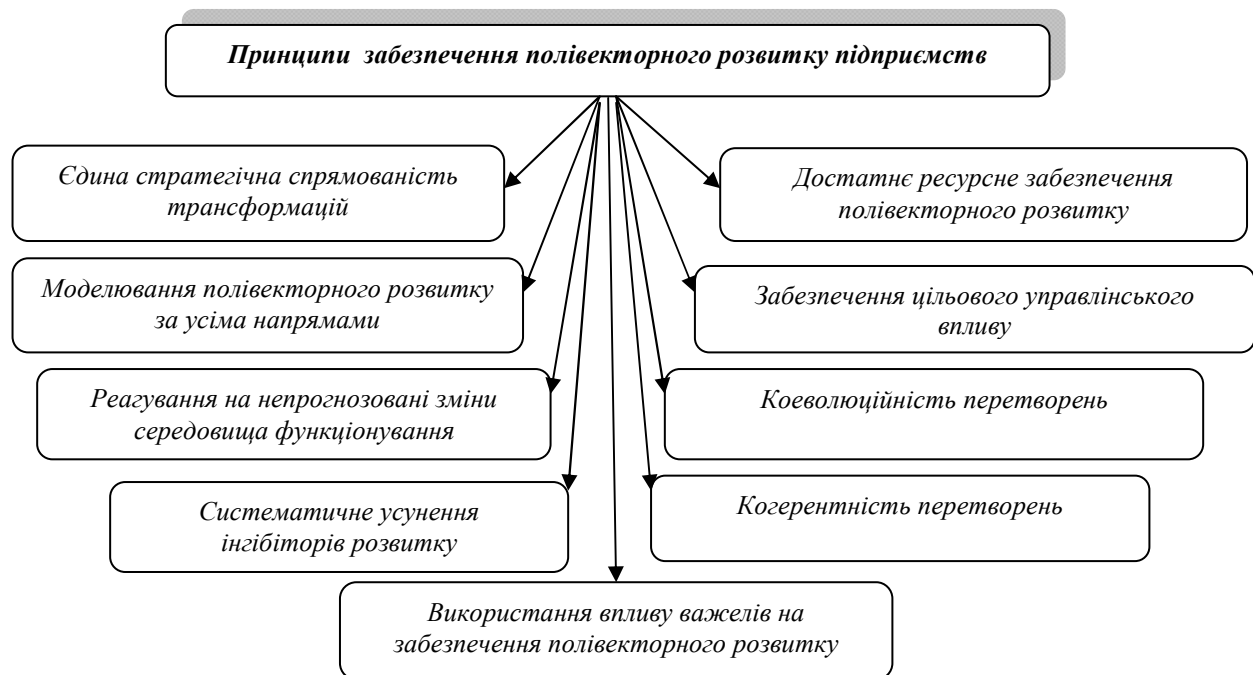 Принципи забезпечення полівекторного розвитку підприємств
Єдина стратегічна спрямованість
трансформацій
Достатнє ресурсне забезпечення
полівекторного розвитку
Моделювання полівекторного розвитку
за усіма напрямами
Забезпечення цільового управлінського
впливу
Реагування на непрогнозовані зміни
середовища функціонування
Коеволюційність перетворень
Систематичне усунення
інгібіторів розвитку
Когерентність перетворень
Використання впливу важелів на
забезпечення полівекторного розвитку